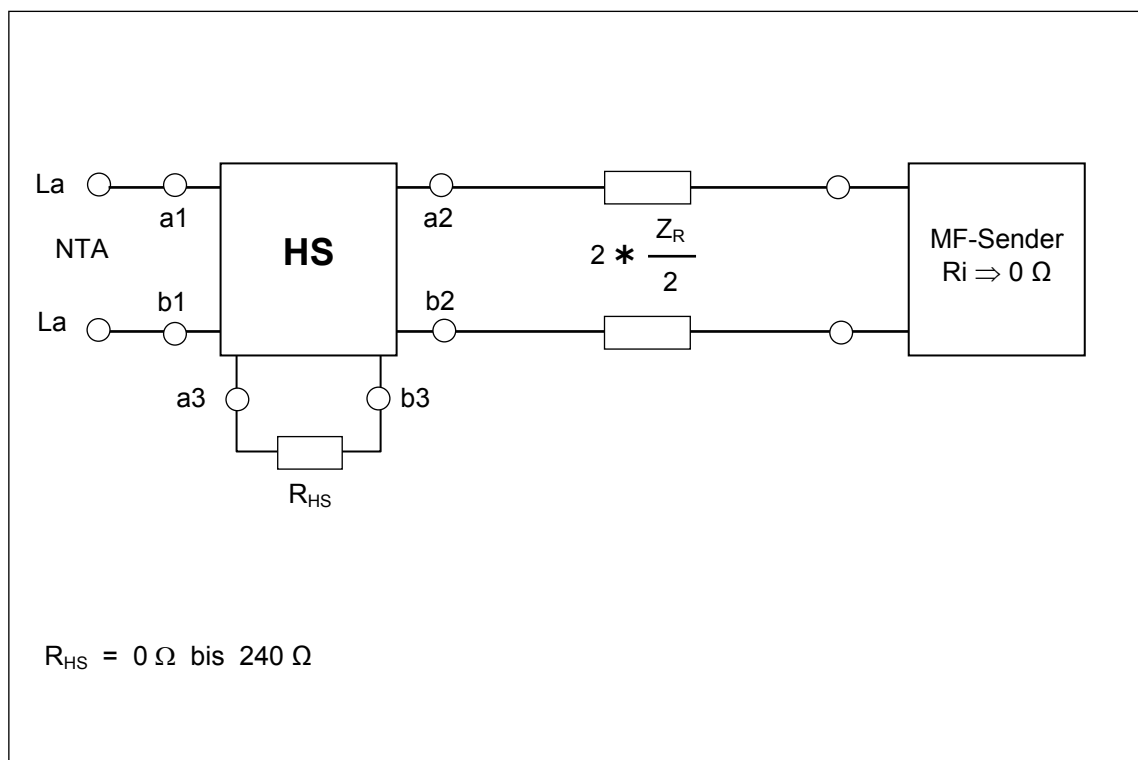 La
a1
HS
a2
NTA
2 * Z_R / 2
MF-Sender
Ri ⇒ 0 Ω
La
b1
b2
a3
b3
R_HS
R_HS = 0 Ω bis 240 Ω